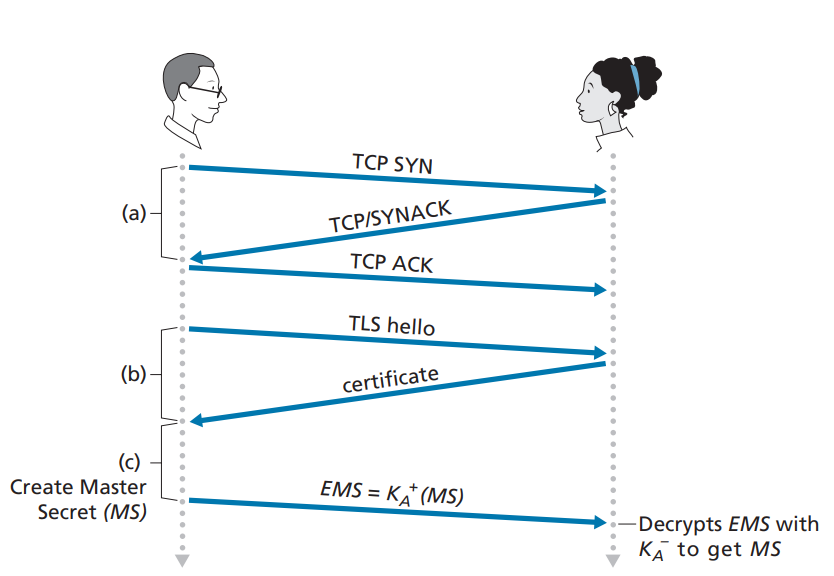 TCP SYN
(a)
TCP/SYNACK
TCP ACK
TLS hello
(b)
certificate
(c)
Create Master
Secret (MS)
EMS = K_A^+(MS)
Decrypts EMS with
K_A^− to get MS